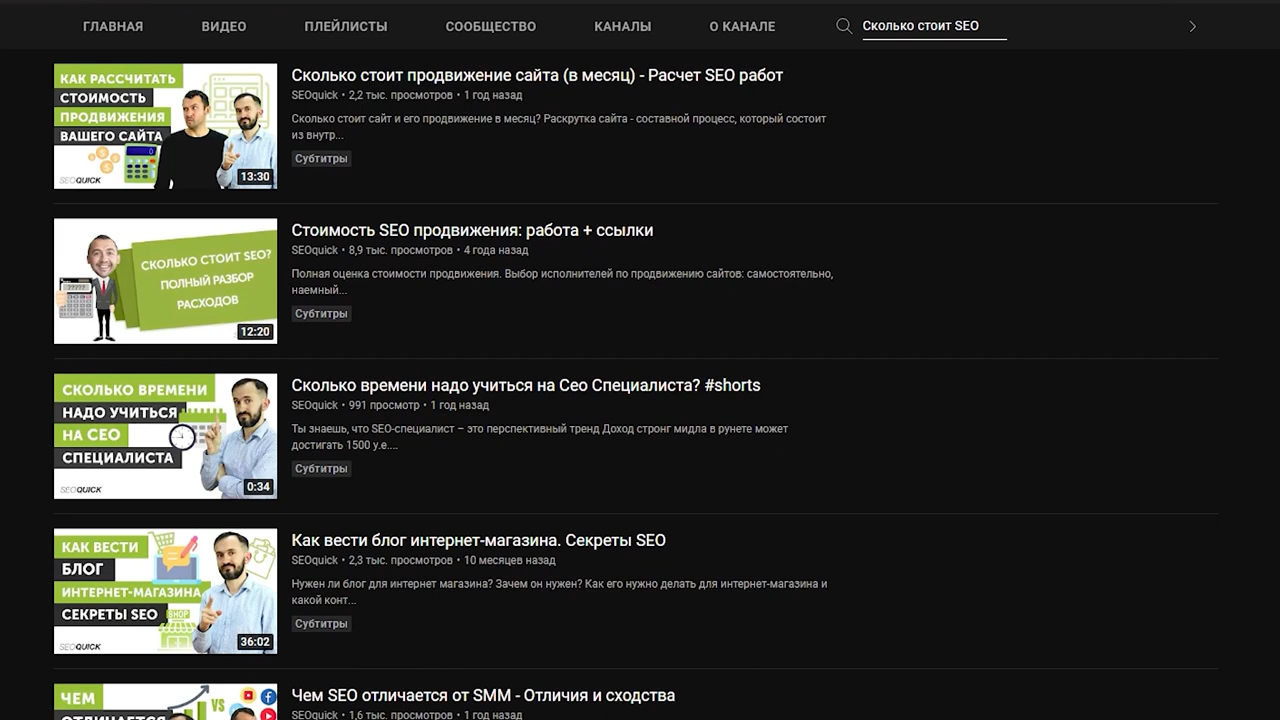 ГЛАВНАЯ ВИДЕО ПЛЕЙЛИСТЫ СООБЩЕСТВО КАНАЛЫ О КАНАЛЕ Сколько стоит SEO
КАК РАССЧИТАТЬ
СТОИМОСТЬ
ПРОДВИЖЕНИЯ
ВАШЕГО САЙТА
SEOQUICK
13:30
Сколько стоит продвижение сайта (в месяц) - Расчет SEO работ
SEOquick • 2,2 тыс. просмотров • 1 год назад
Сколько стоит сайт и его продвижение в месяц? Раскрутка сайта - составной процесс, который состоит
из внутр...
Субтитры
СКОЛЬКО СТОИТ SEO?
ПОЛНЫЙ РАЗБОР
РАСХОДОВ
?????
12:20
Стоимость SEO продвижения: работа + ссылки
SEOquick • 8,9 тыс. просмотров • 4 года назад
Полная оценка стоимости продвижения. Выбор исполнителей по продвижению сайтов: самостоятельно,
наемный...
Субтитры
СКОЛЬКО ВРЕМЕНИ
НАДО УЧИТЬСЯ
НА СЕО
СПЕЦИАЛИСТА
SEOQUICK
0:34
Сколько времени надо учиться на Сео Специалиста? #shorts
SEOquick • 991 просмотр • 1 год назад
Ты знаешь, что SEO-специалист – это перспективный тренд Доход стронг мидла в рунете может
достигать 1500 у.е....
Субтитры
КАК ВЕСТИ
БЛОГ
ИНТЕРНЕТ-МАГАЗИНА
СЕКРЕТЫ SEO
SHOP
SEOQUICK
36:02
Как вести блог интернет-магазина. Секреты SEO
SEOquick • 2,3 тыс. просмотров • 10 месяцев назад
Нужен ли блог для интернет магазина? Зачем он нужен? Как его нужно делать для интернет-магазина и
какой конт...
Субтитры
ЧЕМ
ОТЛИЧАЕТСЯ
VS
Чем SEO отличается от SMM - Отличия и сходства
SEOquick • 1,6 тыс. просмотров • 1 год назад